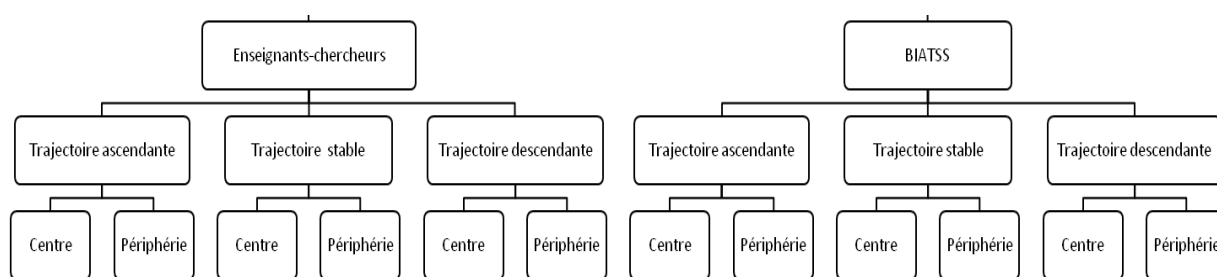 Enseignants-chercheurs
BIATSS
Trajectoire ascendante
Trajectoire stable
Trajectoire descendante
Trajectoire ascendante
Trajectoire stable
Trajectoire descendante
Centre
Périphérie
Centre
Périphérie
Centre
Périphérie
Centre
Périphérie
Centre
Périphérie
Centre
Périphérie